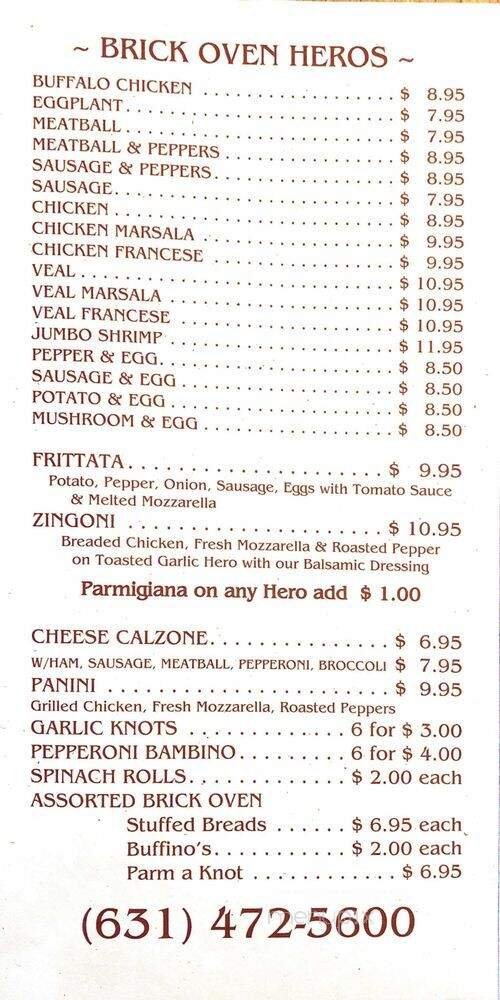 ~ BRICK OVEN HEROS ~
BUFFALO CHICKEN . . . . . . . . . . . . . . . . . . . $ 8.95
EGGPLANT. . . . . . . . . . . . . . . . . . . . . . . . . . $ 7.95
MEATBALL . . . . . . . . . . . . . . . . . . . . . . . . . . $ 7.95
MEATBALL & PEPPERS . . . . . . . . . . . . . . . . . $ 8.95
SAUSAGE & PEPPERS. . . . . . . . . . . . . . . . . . $ 8.95
SAUSAGE. . . . . . . . . . . . . . . . . . . . . . . . . . . $ 7.95
CHICKEN . . . . . . . . . . . . . . . . . . . . . . . . . . . $ 8.95
CHICKEN MARSALA . . . . . . . . . . . . . . . . . . . $ 9.95
CHICKEN FRANCESE . . . . . . . . . . . . . . . . . . $ 9.95
VEAL . . . . . . . . . . . . . . . . . . . . . . . . . . . . . . $ 10.95
VEAL MARSALA . . . . . . . . . . . . . . . . . . . . . . $ 10.95
VEAL FRANCESE . . . . . . . . . . . . . . . . . . . . . $ 10.95
JUMBO SHRIMP . . . . . . . . . . . . . . . . . . . . . . $ 11.95
PEPPER & EGG. . . . . . . . . . . . . . . . . . . . . . . $ 8.50
SAUSAGE & EGG . . . . . . . . . . . . . . . . . . . . . $ 8.50
POTATO & EGG . . . . . . . . . . . . . . . . . . . . . . $ 8.50
MUSHROOM & EGG . . . . . . . . . . . . . . . . . . . $ 8.50
FRITTATA. . . . . . . . . . . . . . . . . . . . . . . $ 9.95
Potato, Pepper, Onion, Sausage, Eggs with Tomato Sauce
& Melted Mozzarella
ZINGONI . . . . . . . . . . . . . . . . . . . . . . . $ 10.95
Breaded Chicken, Fresh Mozzarella & Roasted Pepper
on Toasted Garlic Hero with our Balsamic Dressing
Parmigiana on any Hero add $ 1.00
CHEESE CALZONE. . . . . . . . . . . . . . . . $ 6.95
W/HAM, SAUSAGE, MEATBALL, PEPPERONI, BROCCOLI $ 7.95
PANINI . . . . . . . . . . . . . . . . . . . . . . . . . $ 9.95
Grilled Chicken, Fresh Mozzarella, Roasted Peppers
GARLIC KNOTS . . . . . . . . . . . . . . 6 for $ 3.00
PEPPERONI BAMBINO. . . . . . . . . 6 for $ 4.00
SPINACH ROLLS. . . . . . . . . . . . . $ 2.00 each
ASSORTED BRICK OVEN
Stuffed Breads . . . . . . $ 6.95 each
Buffino's. . . . . . . . . . . $ 2.00 each
Parm a Knot . . . . . . . . . . . . $ 6.95
(631) 472-5600